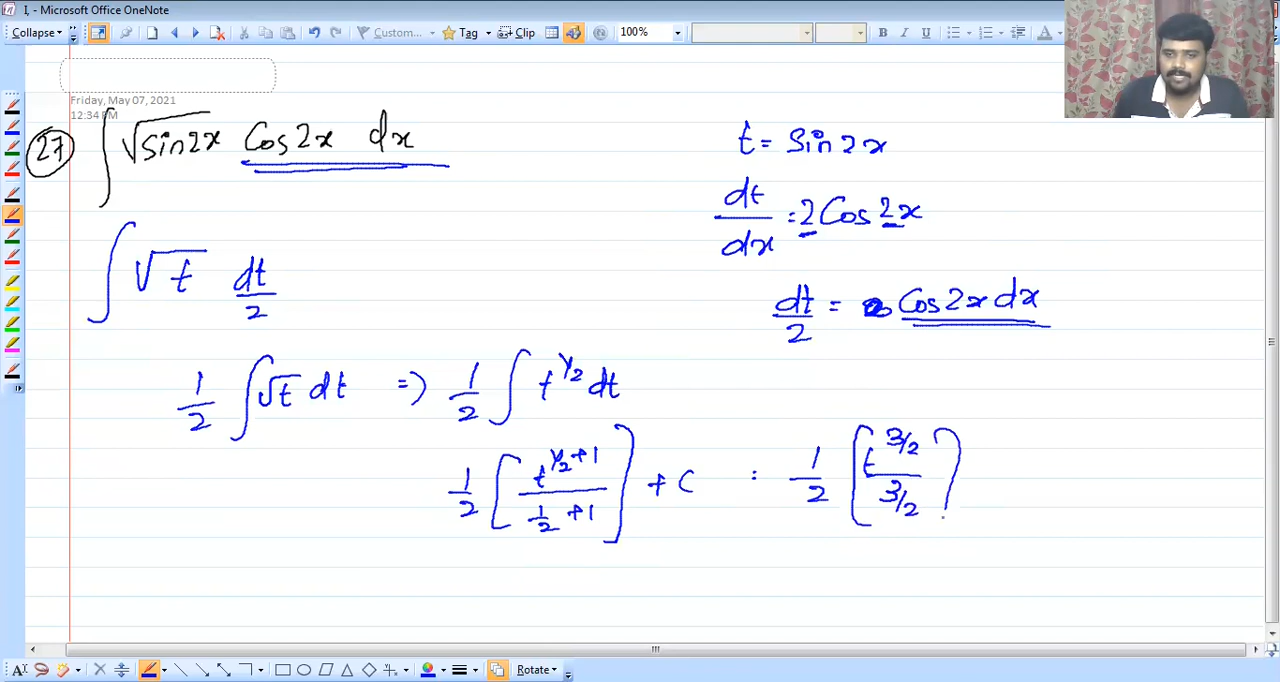 I, - Microsoft Office OneNote
Collapse Custom... Tag Clip 100% B I U A
Friday, May 07, 2021
12:34 PM
27 ∫ √sin2x Cos2x dx
t = sin2x
dt/dx = 2Cos2x
∫ √t dt/2
dt/2 = Cos2x dx
1/2 ∫ √t dt => 1/2 ∫ t^1/2 dt
1/2 [ t^1/2+1 / 1/2+1 ] + C : 1/2 [ t^3/2 / 3/2 ]
Rotate